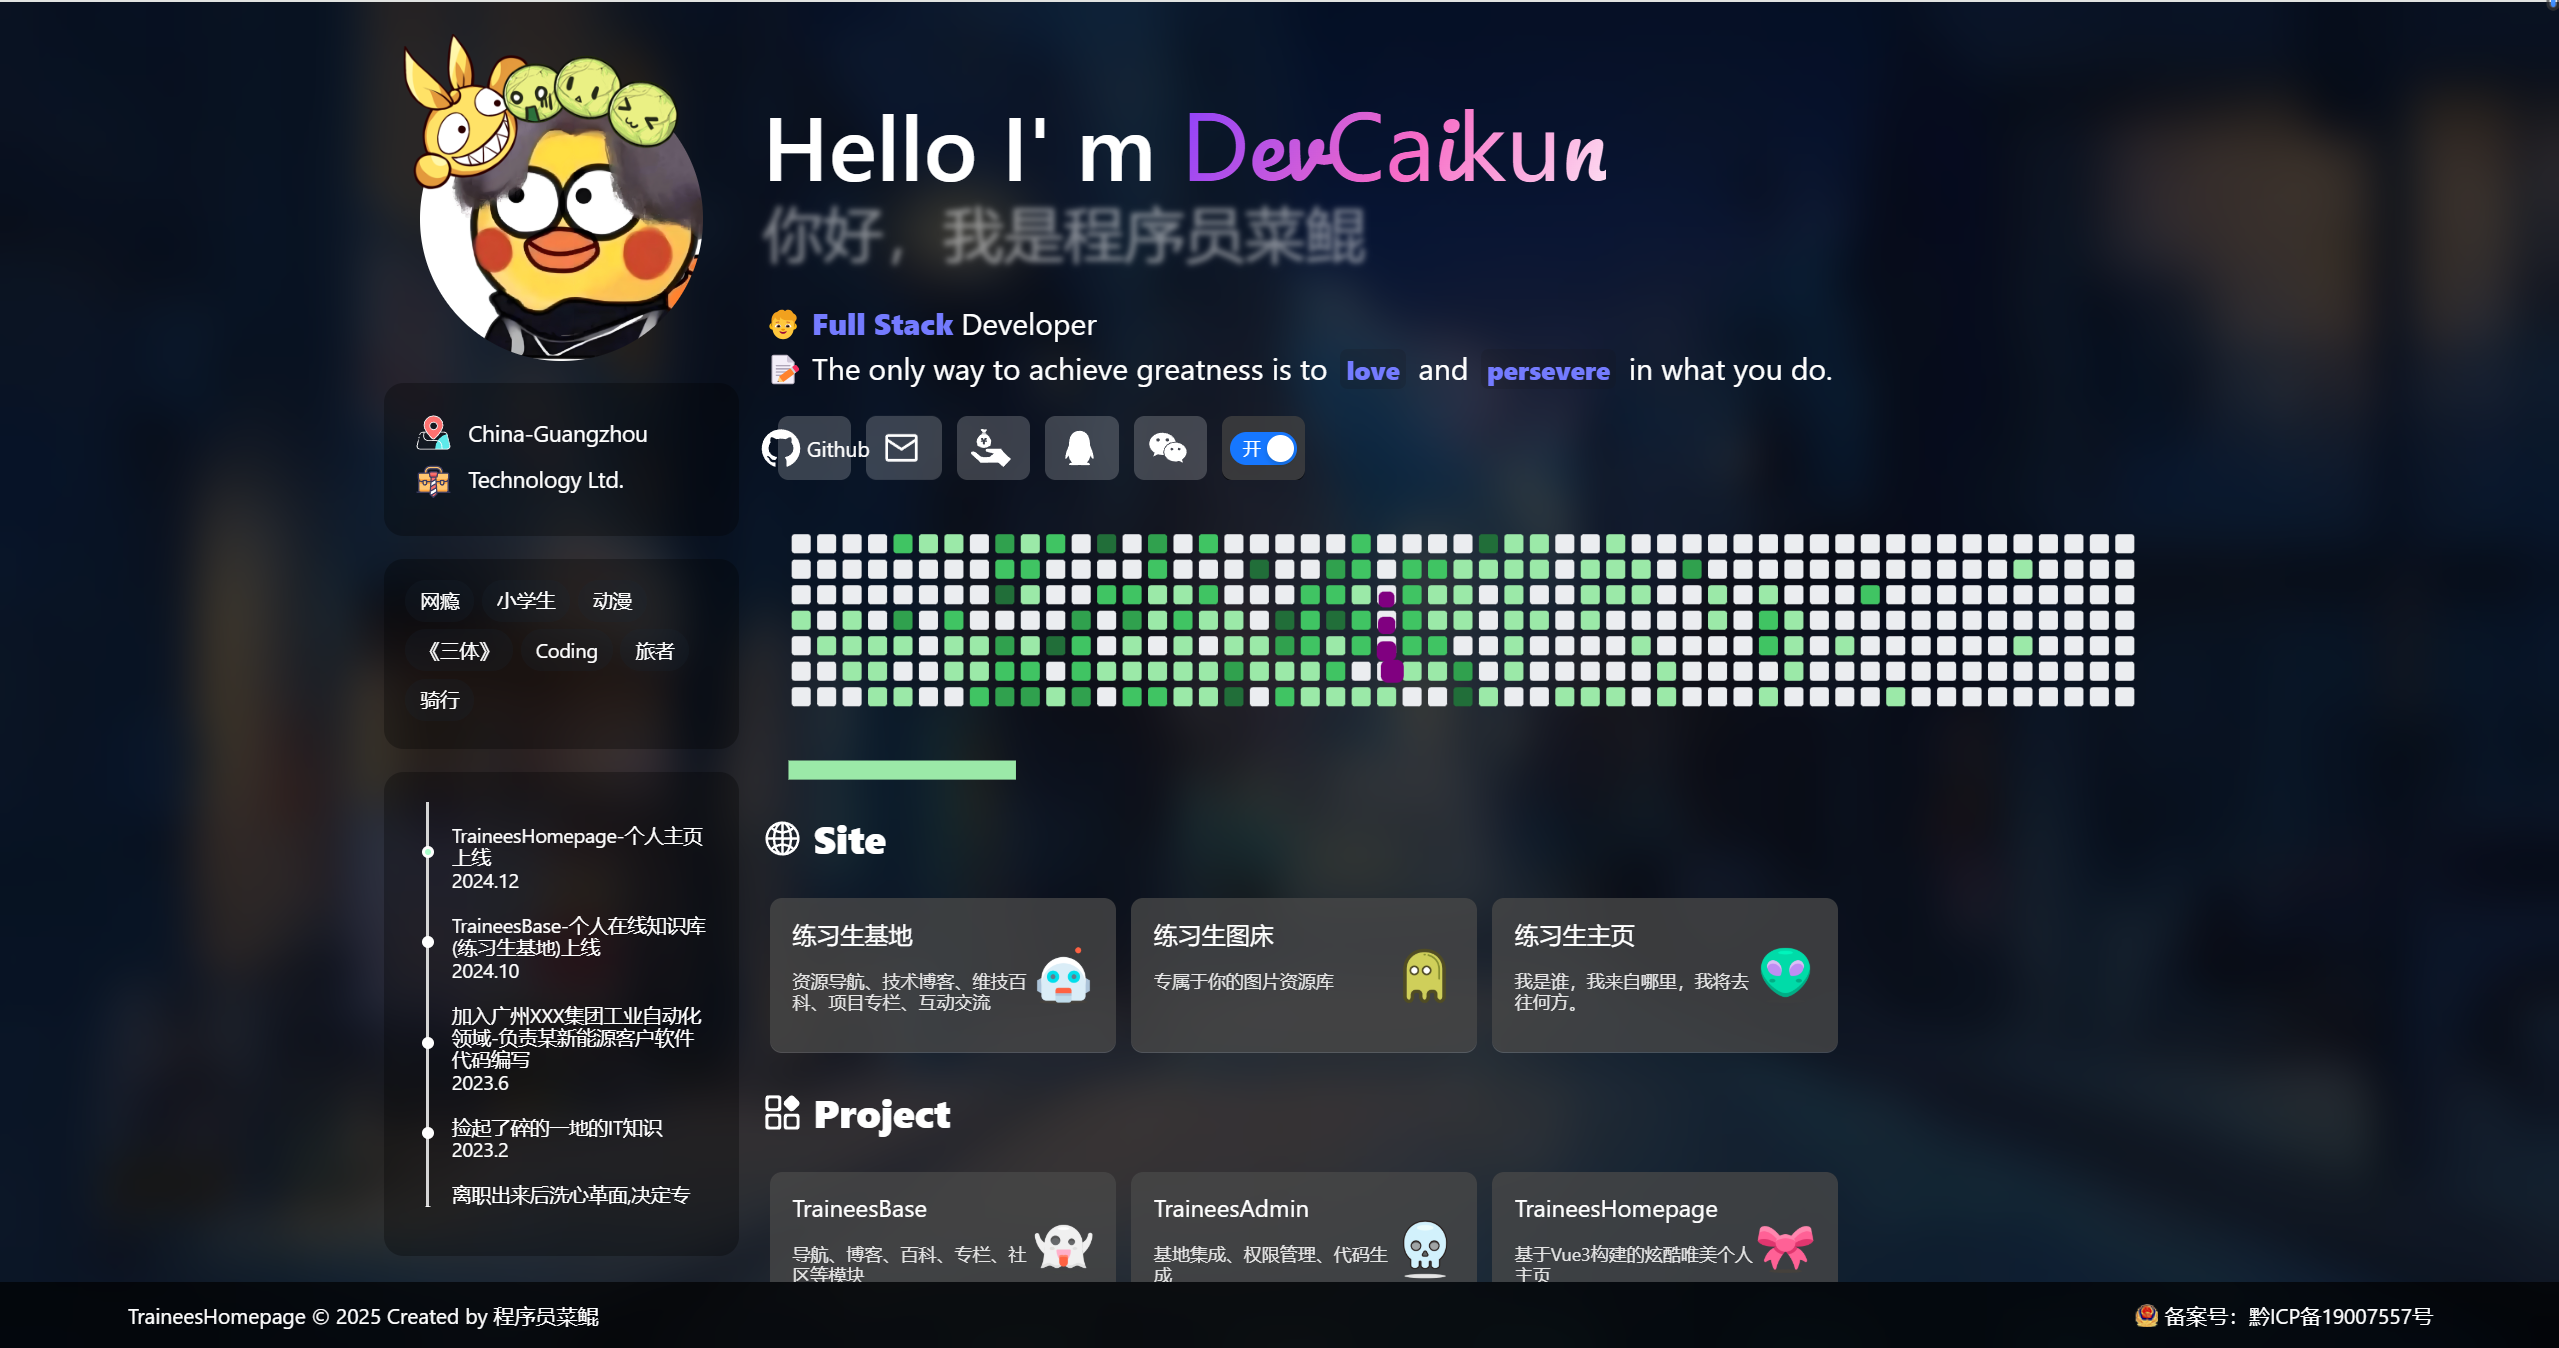 Hello I' m DevCaikun
你好，我是程序员菜鲲
Full Stack Developer
The only way to achieve greatness is to love and persevere in what you do.
Github
开
China-Guangzhou
Technology Ltd.
网瘾 小学生 动漫
《三体》 Coding 旅者
骑行
TraineesHomepage-个人主页
上线
2024.12
TraineesBase-个人在线知识库
(练习生基地)上线
2024.10
加入广州XXX集团工业自动化
领域-负责某新能源客户软件
代码编写
2023.6
捡起了碎的一地的IT知识
2023.2
离职出来后洗心革面,决定专
Site
练习生基地
资源导航、技术博客、维技百
科、项目专栏、互动交流
练习生图床
专属于你的图片资源库
练习生主页
我是谁，我来自哪里，我将去
往何方。
Project
TraineesBase
导航、博客、百科、专栏、社
区等模块
TraineesAdmin
基地集成、权限管理、代码生
成
TraineesHomepage
基于Vue3构建的炫酷唯美个人
主页
TraineesHomepage © 2025 Created by 程序员菜鲲
备案号：黔ICP备19007557号